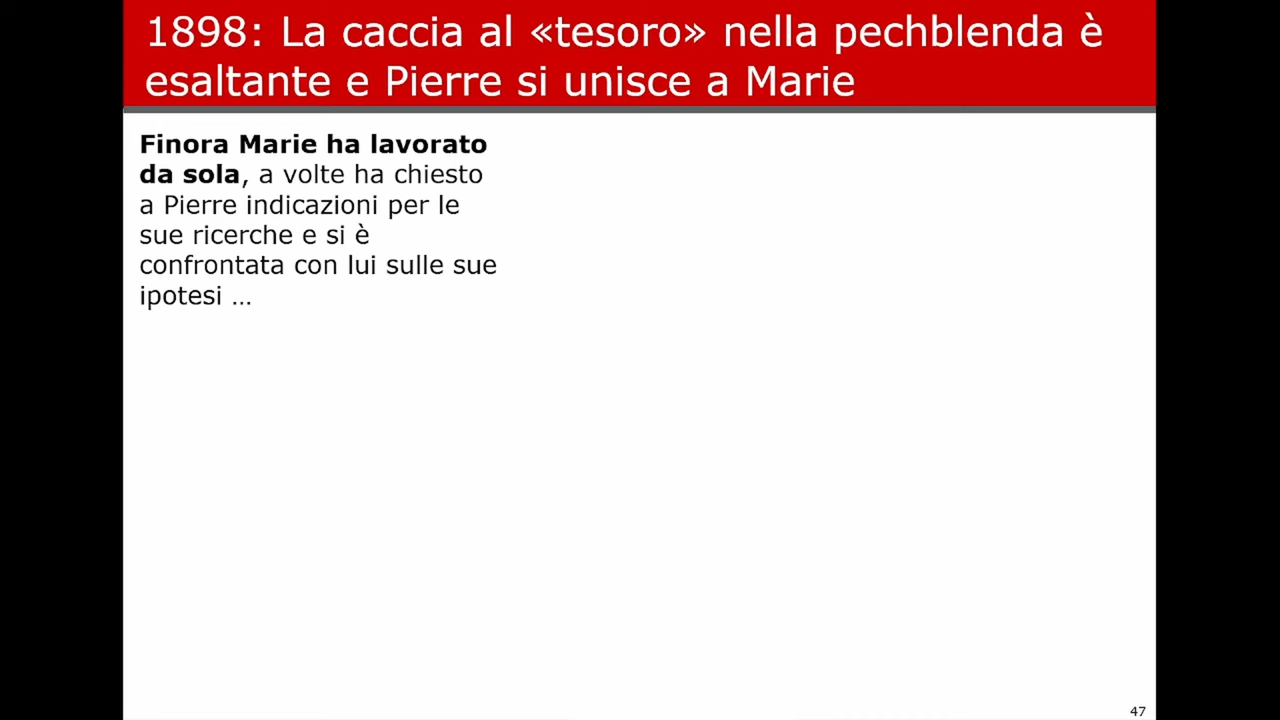 1898: La caccia al «tesoro» nella pechblenda è
esaltante e Pierre si unisce a Marie
Finora Marie ha lavorato
da sola, a volte ha chiesto
a Pierre indicazioni per le
sue ricerche e si è
confrontata con lui sulle sue
ipotesi …
47